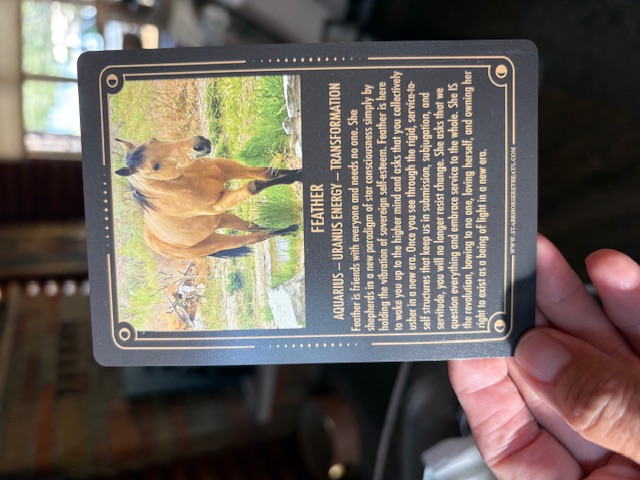 FEATHER
AQUARIUS – URANUS ENERGY – TRANSFORMATION
Feather is friends with everyone and needs no one. She
shepherds in a new paradigm of star consciousness simply by
holding the vibration of sovereign self-esteem. Feather is here
to wake you up to the higher mind and asks that you collectively
usher in a new era. Once you see through the rigid, service-to-
self structures that keep us in submission, subjugation, and
servitude, you will no longer resist change. She asks that we
question everything and embrace service to the whole. She IS
the revolution, bowing to no one, loving herself, and owning her
right to exist as a being of light in a new era.
WWW.STARHORSERETREATS.COM